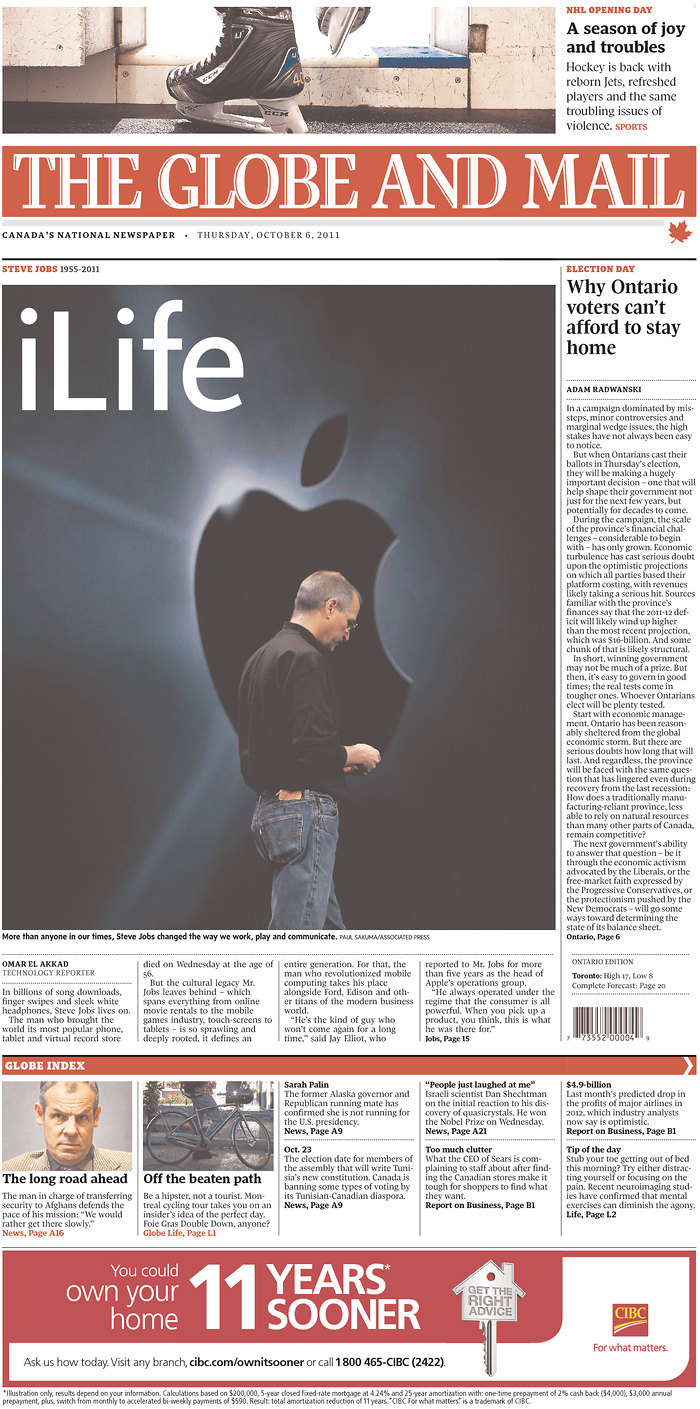 NHL OPENING DAY
A season of joy
and troubles
Hockey is back with
reborn Jets, refreshed
players and the same
troubling issues of
violence. SPORTS
CCM
CCM
THE GLOBE AND MAIL
CANADA'S NATIONAL NEWSPAPER • THURSDAY, OCTOBER 6, 2011
STEVE JOBS 1955-2011
iLife
More than anyone in our times, Steve Jobs changed the way we work, play and communicate. PAUL SAKUMA/ASSOCIATED PRESS
OMAR EL AKKAD
TECHNOLOGY REPORTER
In billions of song downloads,
finger swipes and sleek white
headphones, Steve Jobs lives on.
The man who brought the
world its most popular phone,
tablet and virtual record store
died on Wednesday at the age of
56.
But the cultural legacy Mr.
Jobs leaves behind – which
spans everything from online
movie rentals to the mobile
games industry, touch-screens to
tablets – is so sprawling and
deeply rooted, it defines an
entire generation. For that, the
man who revolutionized mobile
computing takes his place
alongside Ford, Edison and oth-
er titans of the modern business
world.
"He's the kind of guy who
won't come again for a long
time," said Jay Elliot, who
reported to Mr. Jobs for more
than five years as the head of
Apple's operations group.
"He always operated under the
regime that the consumer is all
powerful. When you pick up a
product, you think, this is what
he was there for."
Jobs, Page 15
ELECTION DAY
Why Ontario
voters can't
afford to stay
home
ADAM RADWANSKI
In a campaign dominated by mis-
steps, minor controversies and
marginal wedge issues, the high
stakes have not always been easy
to notice.
But when Ontarians cast their
ballots in Thursday's election,
they will be making a hugely
important decision – one that will
help shape their government not
just for the next few years, but
potentially for decades to come.
During the campaign, the scale
of the province's financial chal-
lenges – considerable to begin
with – has only grown. Economic
turbulence has cast serious doubt
upon the optimistic projections
on which all parties based their
platform costing, with revenues
likely taking a serious hit. Sources
familiar with the province's
finances say that the 2011-12 def-
icit will likely wind up higher
than the most recent projection,
which was $16-billion. And some
chunk of that is likely structural.
In short, winning government
may not be much of a prize. But
then, it's easy to govern in good
times; the real tests come in
tougher ones. Whoever Ontarians
elect will be plenty tested.
Start with economic manage-
ment. Ontario has been reason-
ably sheltered from the global
economic storm. But there are
serious doubts how long that will
last. And regardless, the province
will be faced with the same ques-
tion that has lingered even during
recovery from the last recession:
How does a traditionally manu-
facturing-reliant province, less
able to rely on natural resources
than many other parts of Canada,
remain competitive?
The next government's ability
to answer that question – be it
through the economic activism
advocated by the Liberals, or the
free-market faith expressed by
the Progressive Conservatives, or
the protectionism pushed by the
New Democrats – will go some
ways toward determining the
state of its balance sheet.
Ontario, Page 6
ONTARIO EDITION
Toronto: High 17, Low 8
Complete Forecast: Page 20
7 73552 00004 9
GLOBE INDEX
The long road ahead
The man in charge of transferring
security to Afghans defends the
pace of his mission: "We would
rather get there slowly."
News, Page A16
Off the beaten path
Be a hipster, not a tourist. Mon-
treal cycling tour takes you on an
insider's idea of the perfect day.
Foie Gras Double Down, anyone?
Globe Life, Page L1
Sarah Palin
The former Alaska governor and
Republican running mate has
confirmed she is not running for
the U.S. presidency.
News, Page A9
Oct. 23
The election date for members of
the assembly that will write Tuni-
sia's new constitution. Canada is
banning some types of voting by
its Tunisian-Canadian diaspora.
News, Page A9
"People just laughed at me"
Israeli scientist Dan Shechtman
on the initial reaction to his dis-
covery of quasicrystals. He won
the Nobel Prize on Wednesday.
News, Page A21
Too much clutter
What the CEO of Sears is com-
plaining to staff about after find-
ing the Canadian stores make it
tough for shoppers to find what
they want.
Report on Business, Page B1
$4.9-billion
Last month's predicted drop in
the profits of major airlines in
2012, which industry analysts
now say is optimistic.
Report on Business, Page B1
Tip of the day
Stub your toe getting out of bed
this morning? Try either distrac-
ting yourself or focusing on the
pain. Recent neuroimaging stud-
ies have confirmed that mental
exercises can diminish the agony.
Life, Page L2
You could
own your
home
11 YEARS*
SOONER
GET THE
RIGHT
ADVICE
CIBC
For what matters.
Ask us how today. Visit any branch, cibc.com/ownitsooner or call 1 800 465-CIBC (2422).
*Illustration only, results depend on your information. Calculations based on $200,000, 5-year closed fixed-rate mortgage at 4.24% and 25-year amortization with: one-time prepayment of 2% cash back ($4,000), $3,000 annual
prepayment, plus, switch from monthly to accelerated bi-weekly payments of $590. Result: total amortization reduction of 11 years. "CIBC For what matters." is a trademark of CIBC.